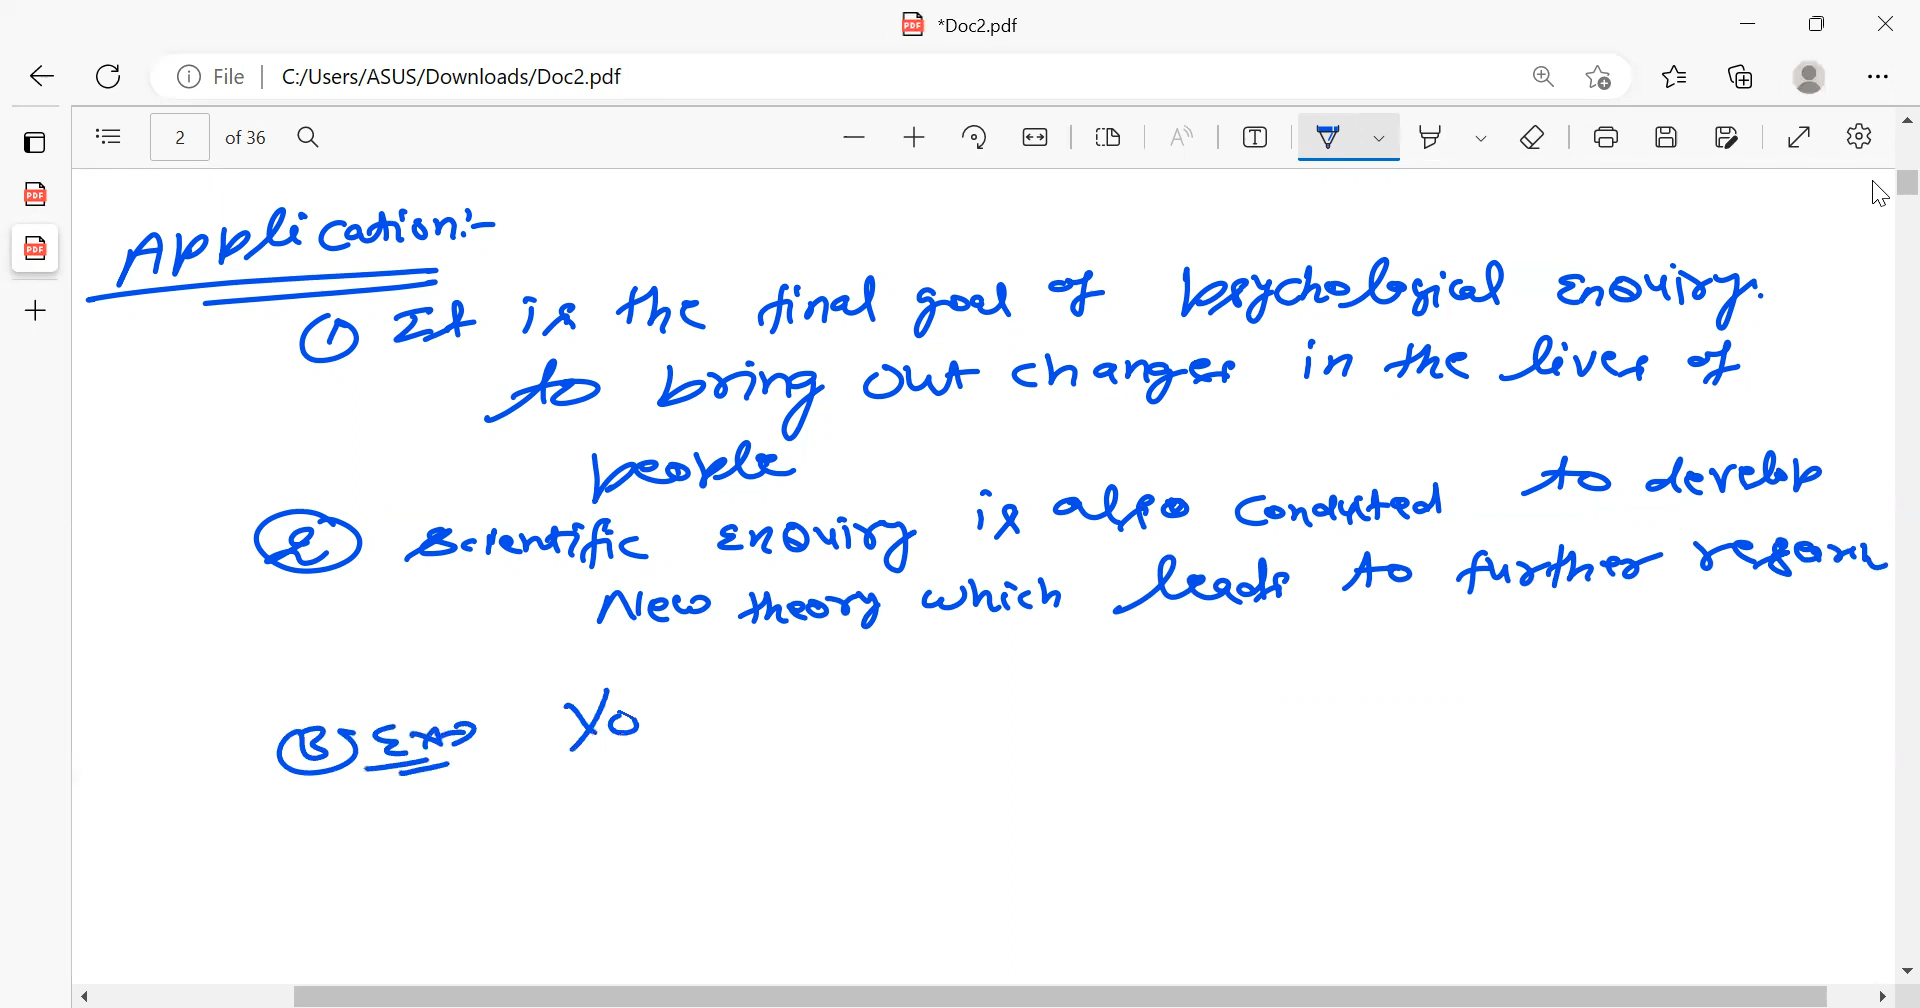 *Doc2.pdf
File
C:/Users/ASUS/Downloads/Doc2.pdf
2 of 36
Application:-
① It is the final goal of psychological enquiry.
to bring out changes in the lives of
people
② Scientific enquiry is also conducted to develop
New theory which leads to further research
③ Ex→ Yo